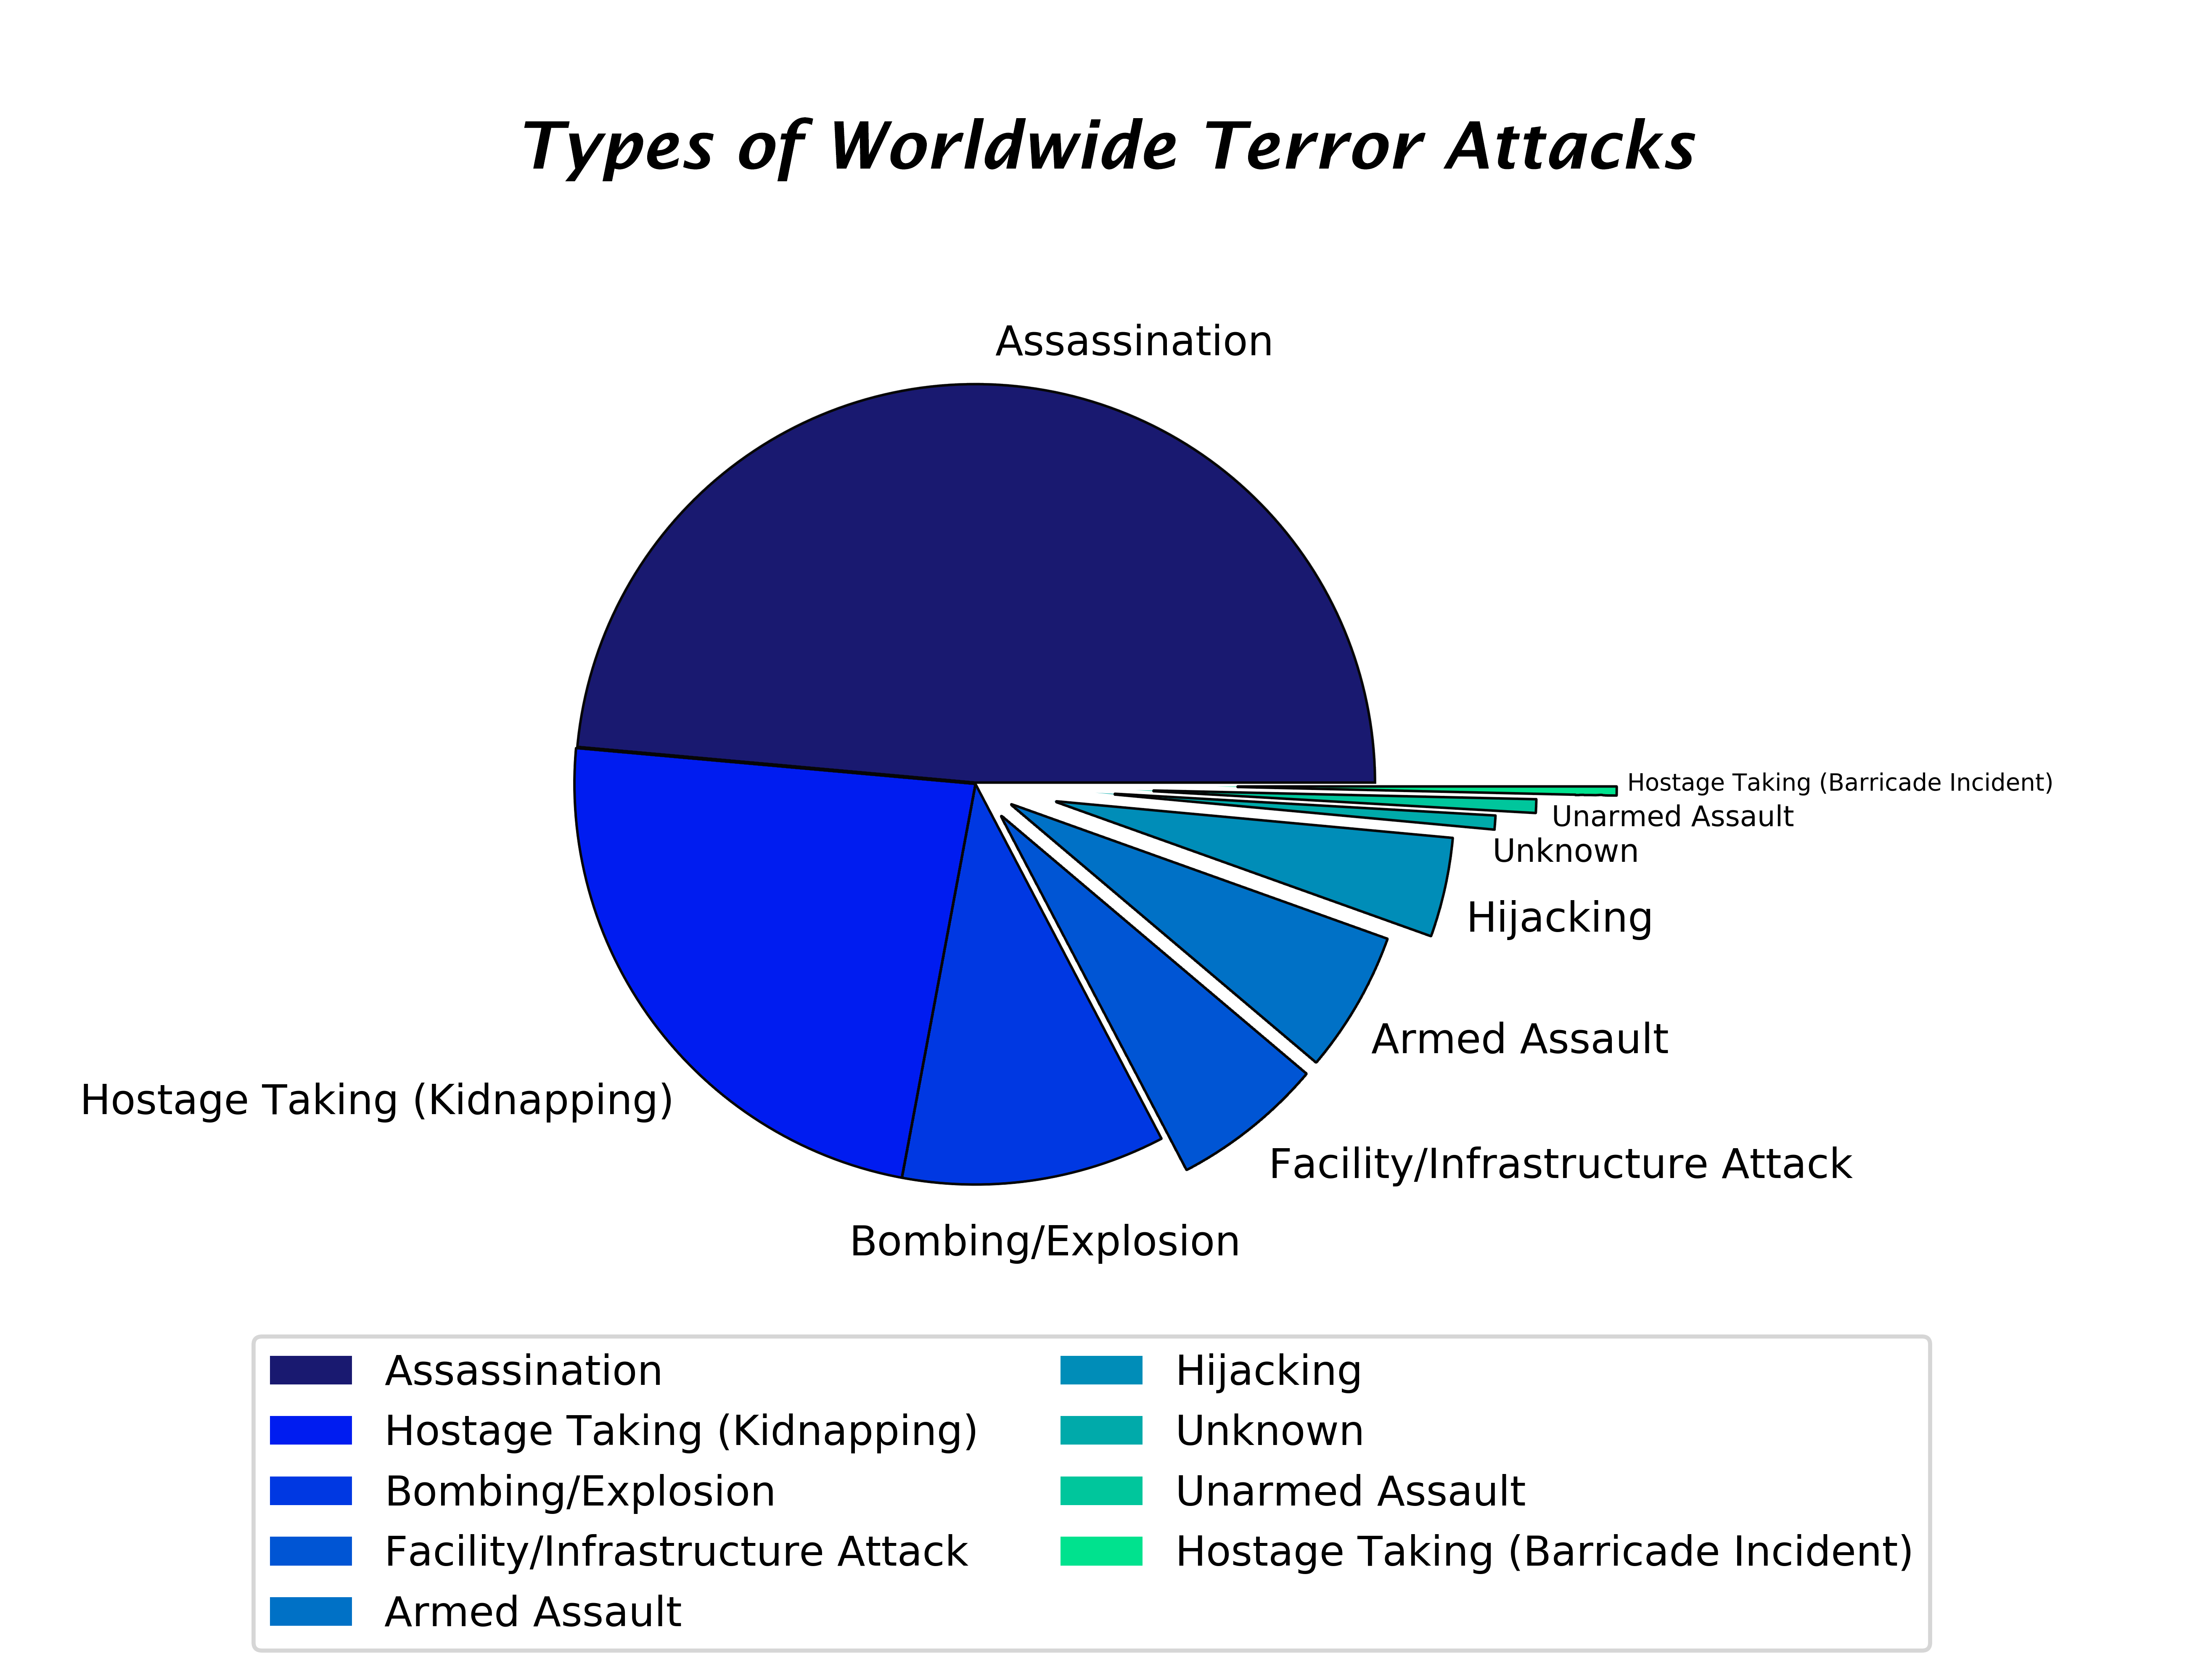 Types of Worldwide Terror Attacks
Assassination
Hostage Taking (Barricade Incident)
Unarmed Assault
Unknown
Hijacking
Armed Assault
Hostage Taking (Kidnapping)
Facility/Infrastructure Attack
Bombing/Explosion
Assassination
Hostage Taking (Kidnapping)
Bombing/Explosion
Facility/Infrastructure Attack
Armed Assault
Hijacking
Unknown
Unarmed Assault
Hostage Taking (Barricade Incident)